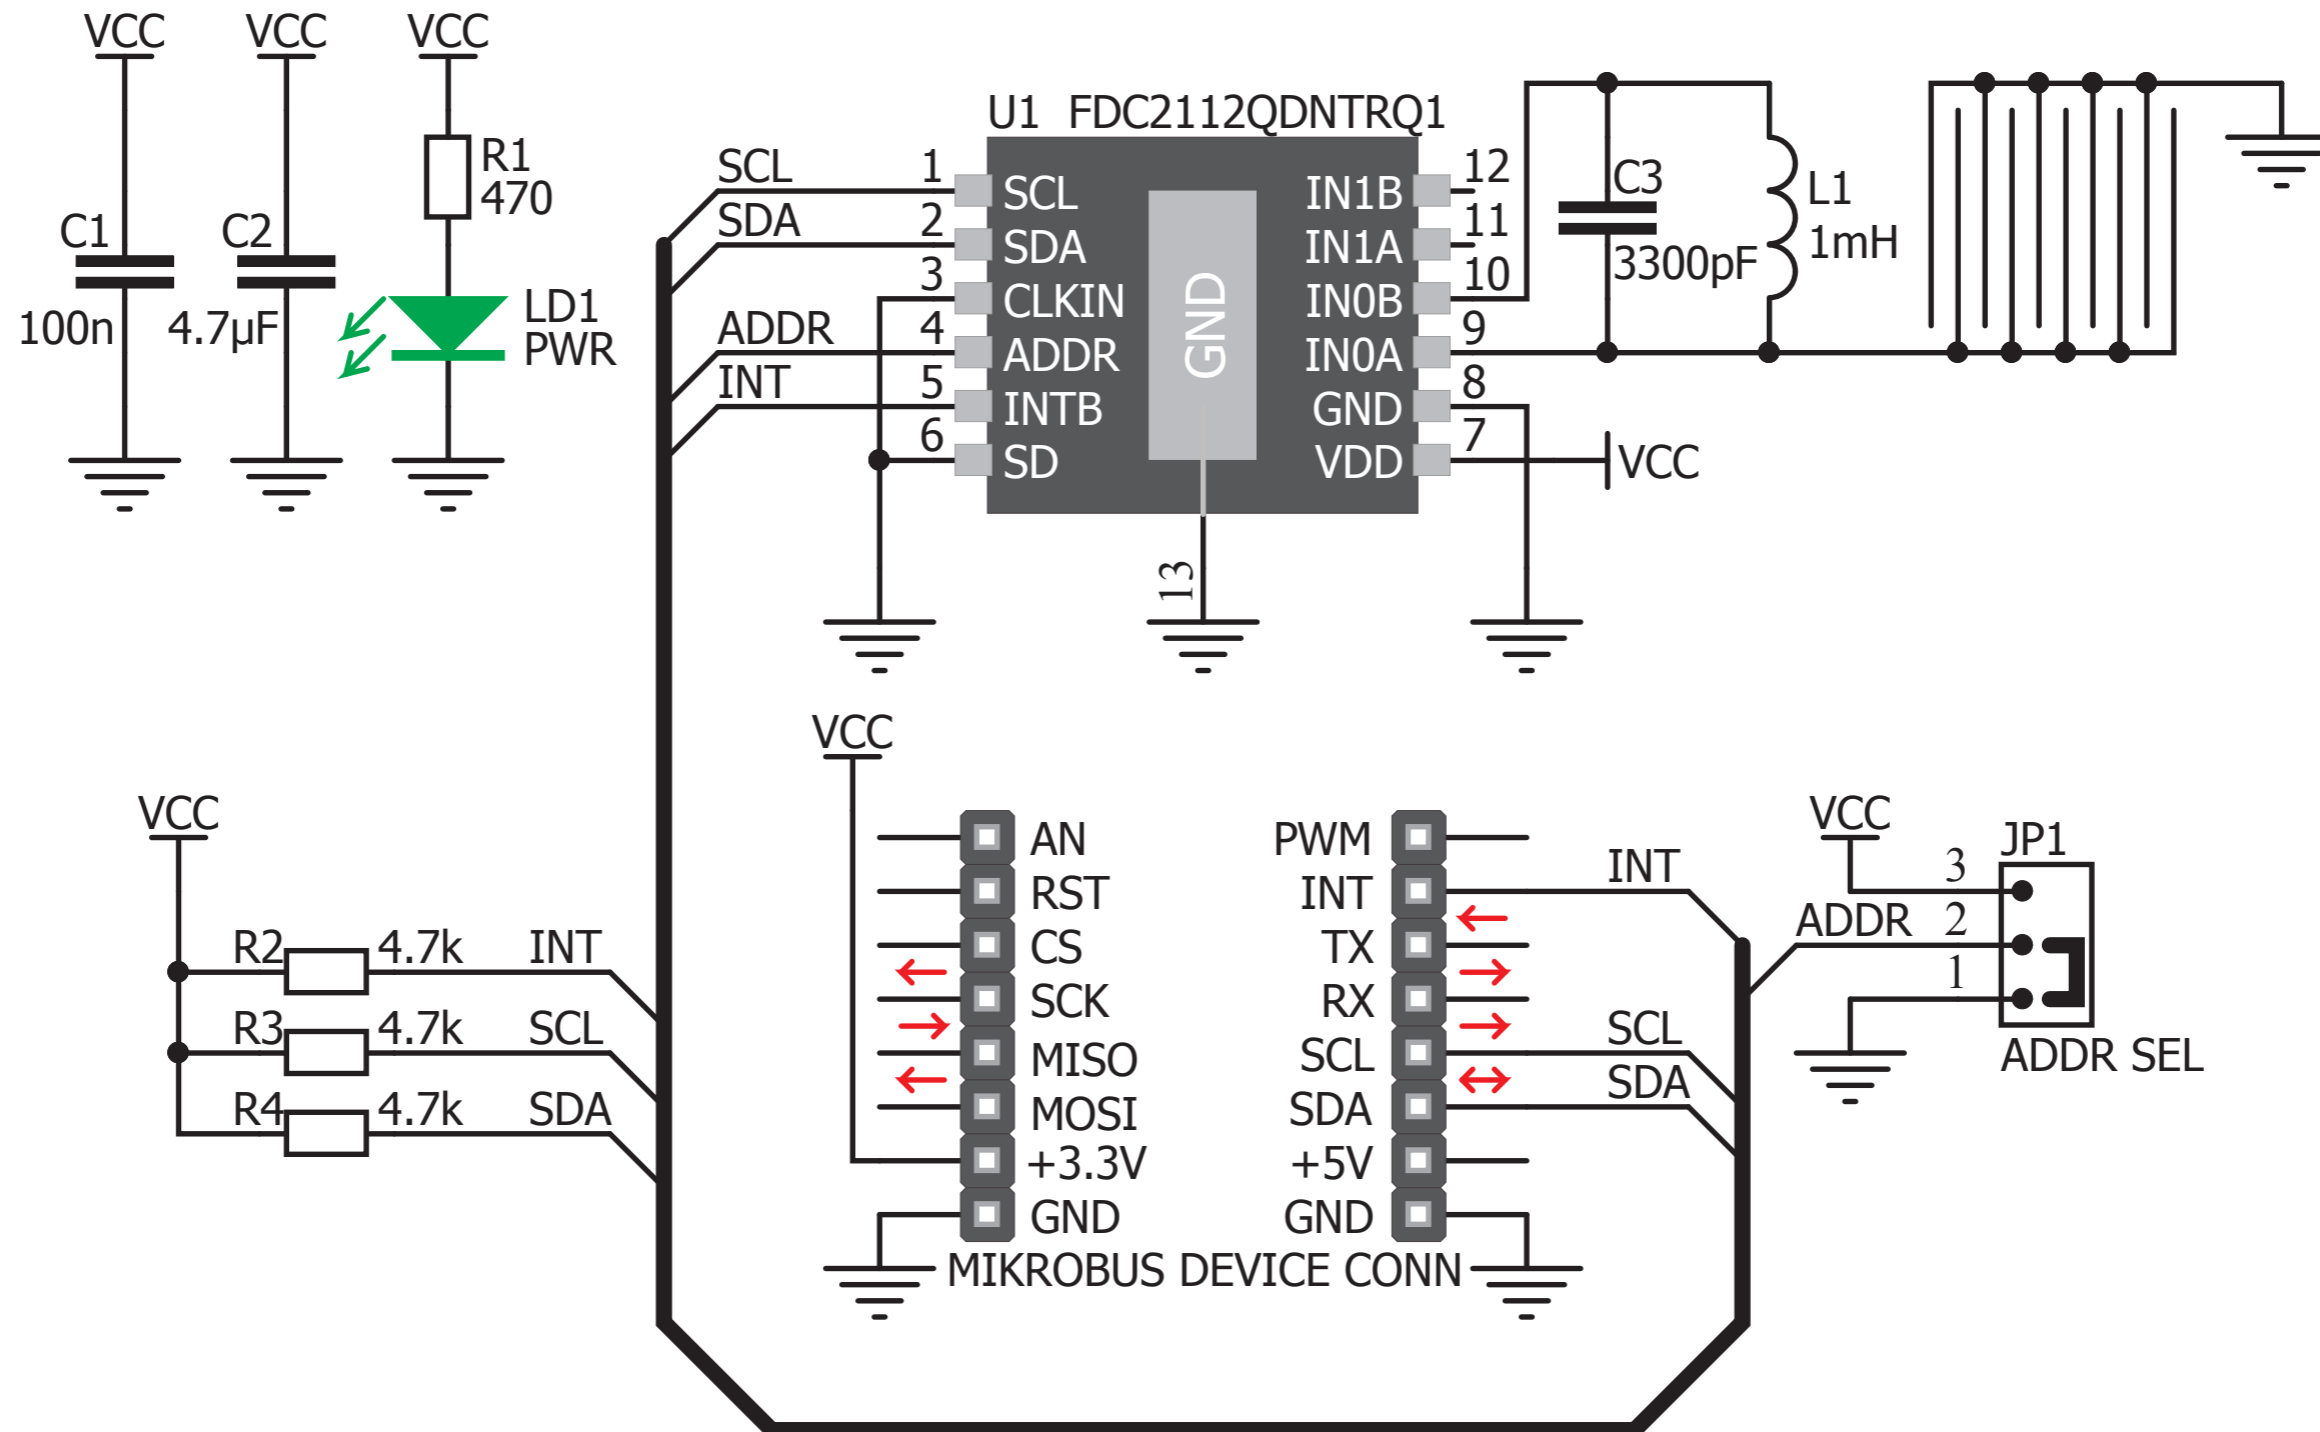 VCC VCC VCC
C1
100n
C2
4.7µF
R1
470
LD1
PWR
U1 FDC2112QDNTRQ1
SCL 1 SCL
SDA 2 SDA
3 CLKIN
ADDR 4 ADDR
INT 5 INTB
6 SD
GND
13
IN1B 12
IN1A 11
IN0B 10
IN0A 9
GND 8
VDD 7 VCC
C3
3300pF
L1
1mH
VCC
R2 4.7k INT
R3 4.7k SCL
R4 4.7k SDA
VCC
AN
RST
CS
SCK
MISO
MOSI
+3.3V
GND
PWM
INT INT
TX
RX
SCL SCL
SDA SDA
+5V
GND
MIKROBUS DEVICE CONN
VCC
JP1
3
ADDR 2
1
ADDR SEL